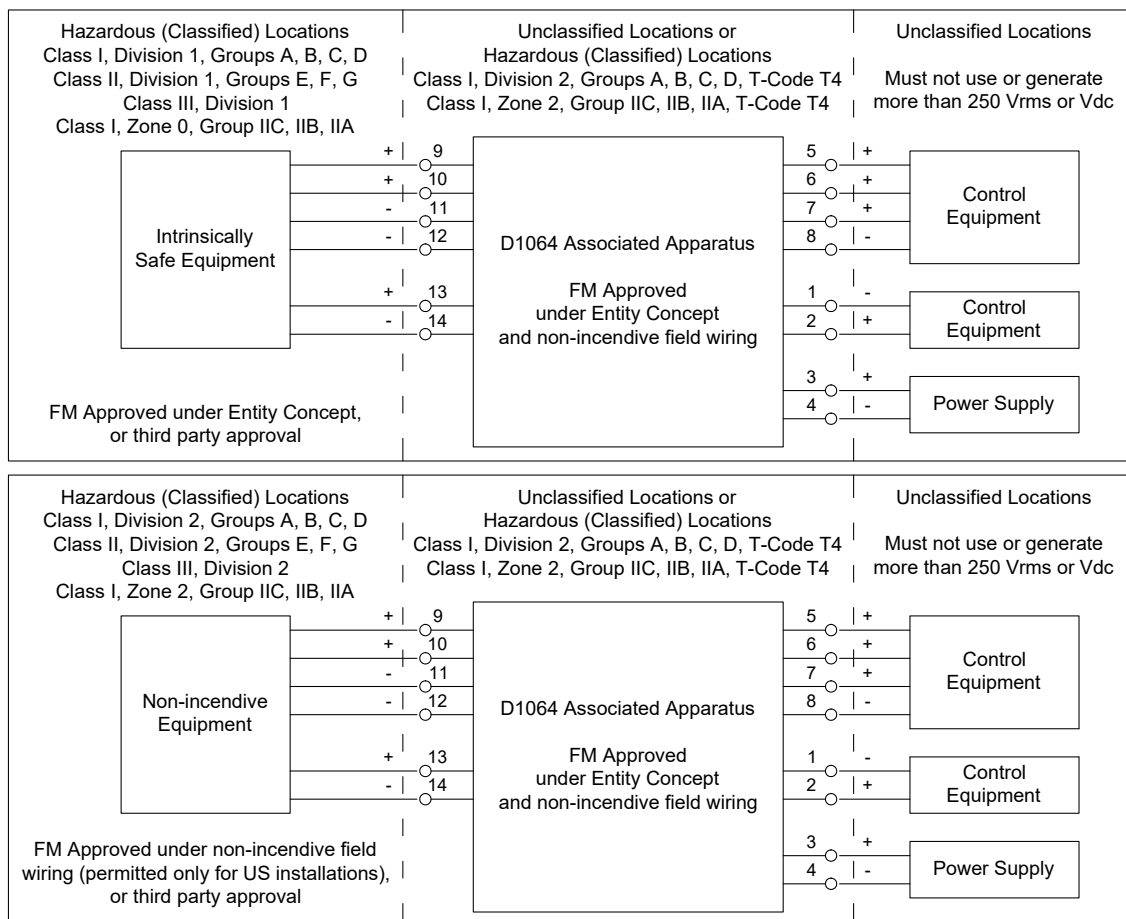 Hazardous (Classified) Locations
Class I, Division 1, Groups A, B, C, D
Class II, Division 1, Groups E, F, G
Class III, Division 1
Class I, Zone 0, Group IIC, IIB, IIA
Unclassified Locations or
Hazardous (Classified) Locations
Class I, Division 2, Groups A, B, C, D, T-Code T4
Class I, Zone 2, Group IIC, IIB, IIA, T-Code T4
Unclassified Locations
Must not use or generate
more than 250 Vrms or Vdc
Intrinsically
Safe Equipment
+ 9
+ 10
- 11
- 12
+ 13
- 14
D1064 Associated Apparatus
FM Approved
under Entity Concept
and non-incendive field wiring
5 +
6 +
7 +
8 -
1 -
2 +
3 +
4 -
Control
Equipment
Control
Equipment
Power Supply
FM Approved under Entity Concept,
or third party approval
Hazardous (Classified) Locations
Class I, Division 2, Groups A, B, C, D
Class II, Division 2, Groups E, F, G
Class III, Division 2
Class I, Zone 2, Group IIC, IIB, IIA
Unclassified Locations or
Hazardous (Classified) Locations
Class I, Division 2, Groups A, B, C, D, T-Code T4
Class I, Zone 2, Group IIC, IIB, IIA, T-Code T4
Unclassified Locations
Must not use or generate
more than 250 Vrms or Vdc
Non-incendive
Equipment
+ 9
+ 10
- 11
- 12
+ 13
- 14
D1064 Associated Apparatus
FM Approved
under Entity Concept
and non-incendive field wiring
5 +
6 +
7 +
8 -
1 -
2 +
3 +
4 -
Control
Equipment
Control
Equipment
Power Supply
FM Approved under non-incendive field
wiring (permitted only for US installations),
or third party approval